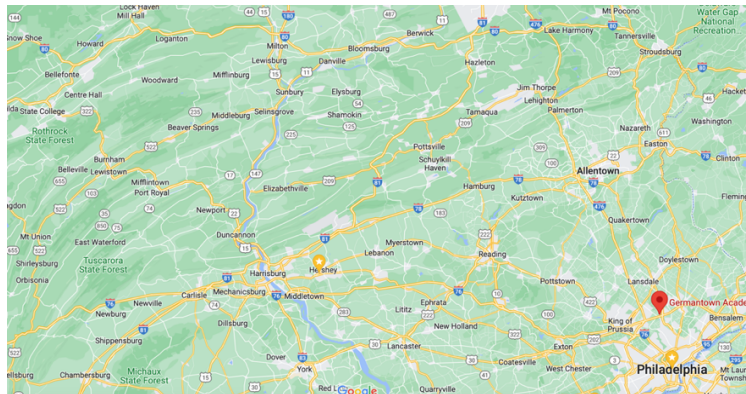 Lock Haven
Mill Hall
Mt Pocono
Water Gap
National
Recreation...
Snow Shoe
Howard
Loganton
Milton
Bloomsburg
Berwick
Lake Harmony
Tannersville
Stroudsburg
Bellefonte
Lewisburg
Danville
Hazleton
Centre Hall
Woodward
Mifflinburg
Sunbury
Elysburg
Jim Thorpe
Lehighton
Palmerton
State College
Middleburg
Selinsgrove
Shamokin
Tamaqua
Washington
Rothrock
State Forest
Beaver Springs
Nazareth
Easton
Burnham
Lewistown
Belleville
Pottsville
Schuylkill
Haven
Allentown
Clinton
Mifflintown
Port Royal
Elizabethville
Hamburg
Kutztown
Newport
Quakertown
Mt Union
East Waterford
Duncannon
Myerstown
Lebanon
Reading
Doylestown
Shirleysburg
Orbisonia
Tuscarora
State Forest
Harrisburg
Hershey
Pottstown
Lansdale
Carlisle
Mechanicsburg
Middletown
Newville
Newburg
Lititz
Ephrata
Germantown Acade
King of
Prussia
Bensalem
Dillsburg
New Holland
Shippensburg
Lancaster
Exton
Dover
York
Coatesville
West Chester
Philadelphia
Mt Lau
Township
Chambersburg
Michaux
State Forest
Red L
Google
Quarryville